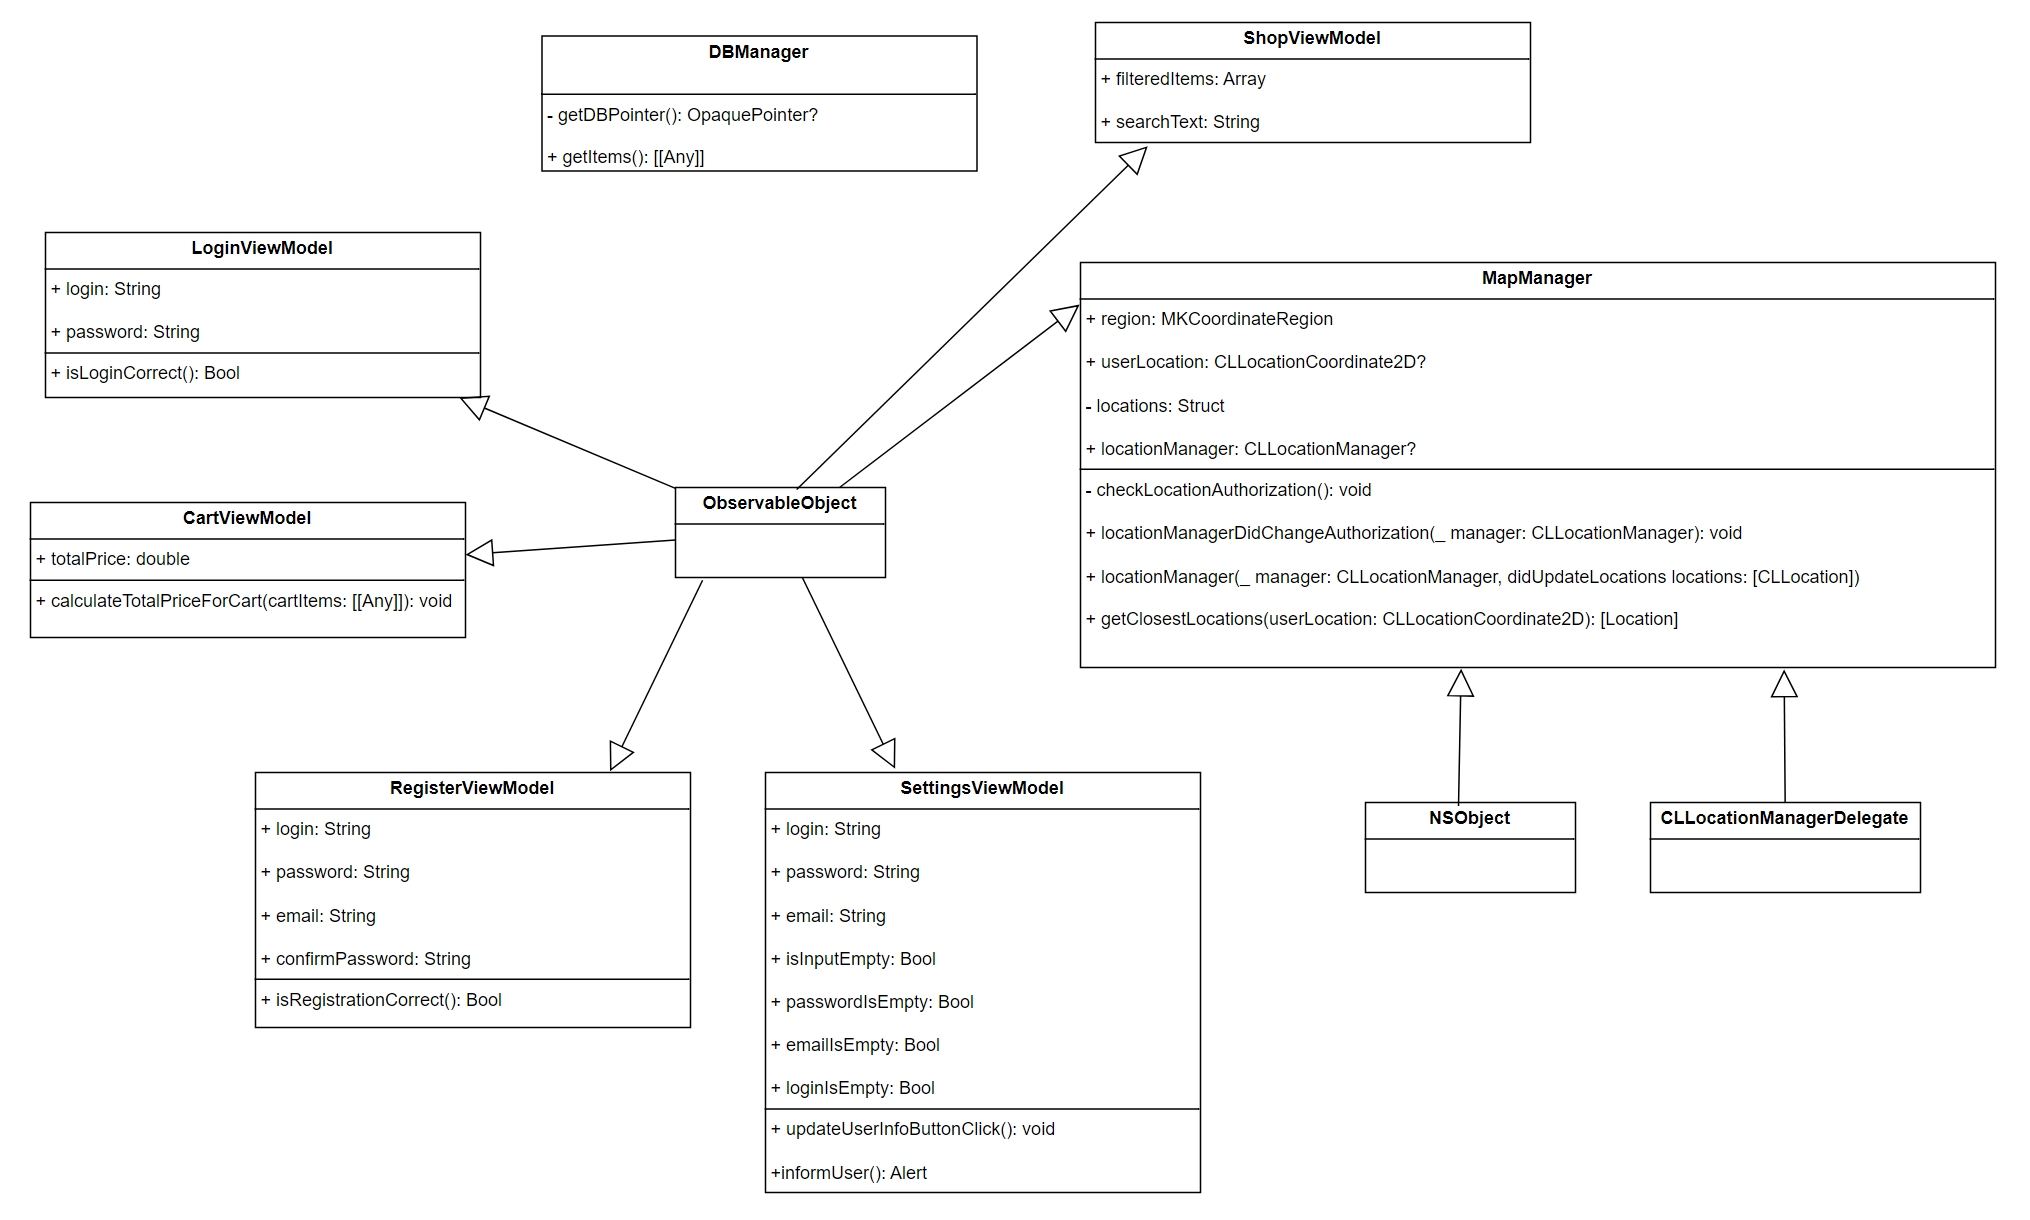 DBManager
- getDBPointer(): OpaquePointer?
+ getItems(): [[Any]]
ShopViewModel
+ filteredItems: Array
+ searchText: String
LoginViewModel
+ login: String
+ password: String
+ isLoginCorrect(): Bool
MapManager
+ region: MKCoordinateRegion
+ userLocation: CLLocationCoordinate2D?
- locations: Struct
+ locationManager: CLLocationManager?
- checkLocationAuthorization(): void
+ locationManagerDidChangeAuthorization(_ manager: CLLocationManager): void
+ locationManager(_ manager: CLLocationManager, didUpdateLocations locations: [CLLocation])
+ getClosestLocations(userLocation: CLLocationCoordinate2D): [Location]
ObservableObject
CartViewModel
+ totalPrice: double
+ calculateTotalPriceForCart(cartItems: [[Any]]): void
RegisterViewModel
+ login: String
+ password: String
+ email: String
+ confirmPassword: String
+ isRegistrationCorrect(): Bool
SettingsViewModel
+ login: String
+ password: String
+ email: String
+ isInputEmpty: Bool
+ passwordIsEmpty: Bool
+ emailIsEmpty: Bool
+ loginIsEmpty: Bool
+ updateUserInfoButtonClick(): void
+informUser(): Alert
NSObject
CLLocationManagerDelegate